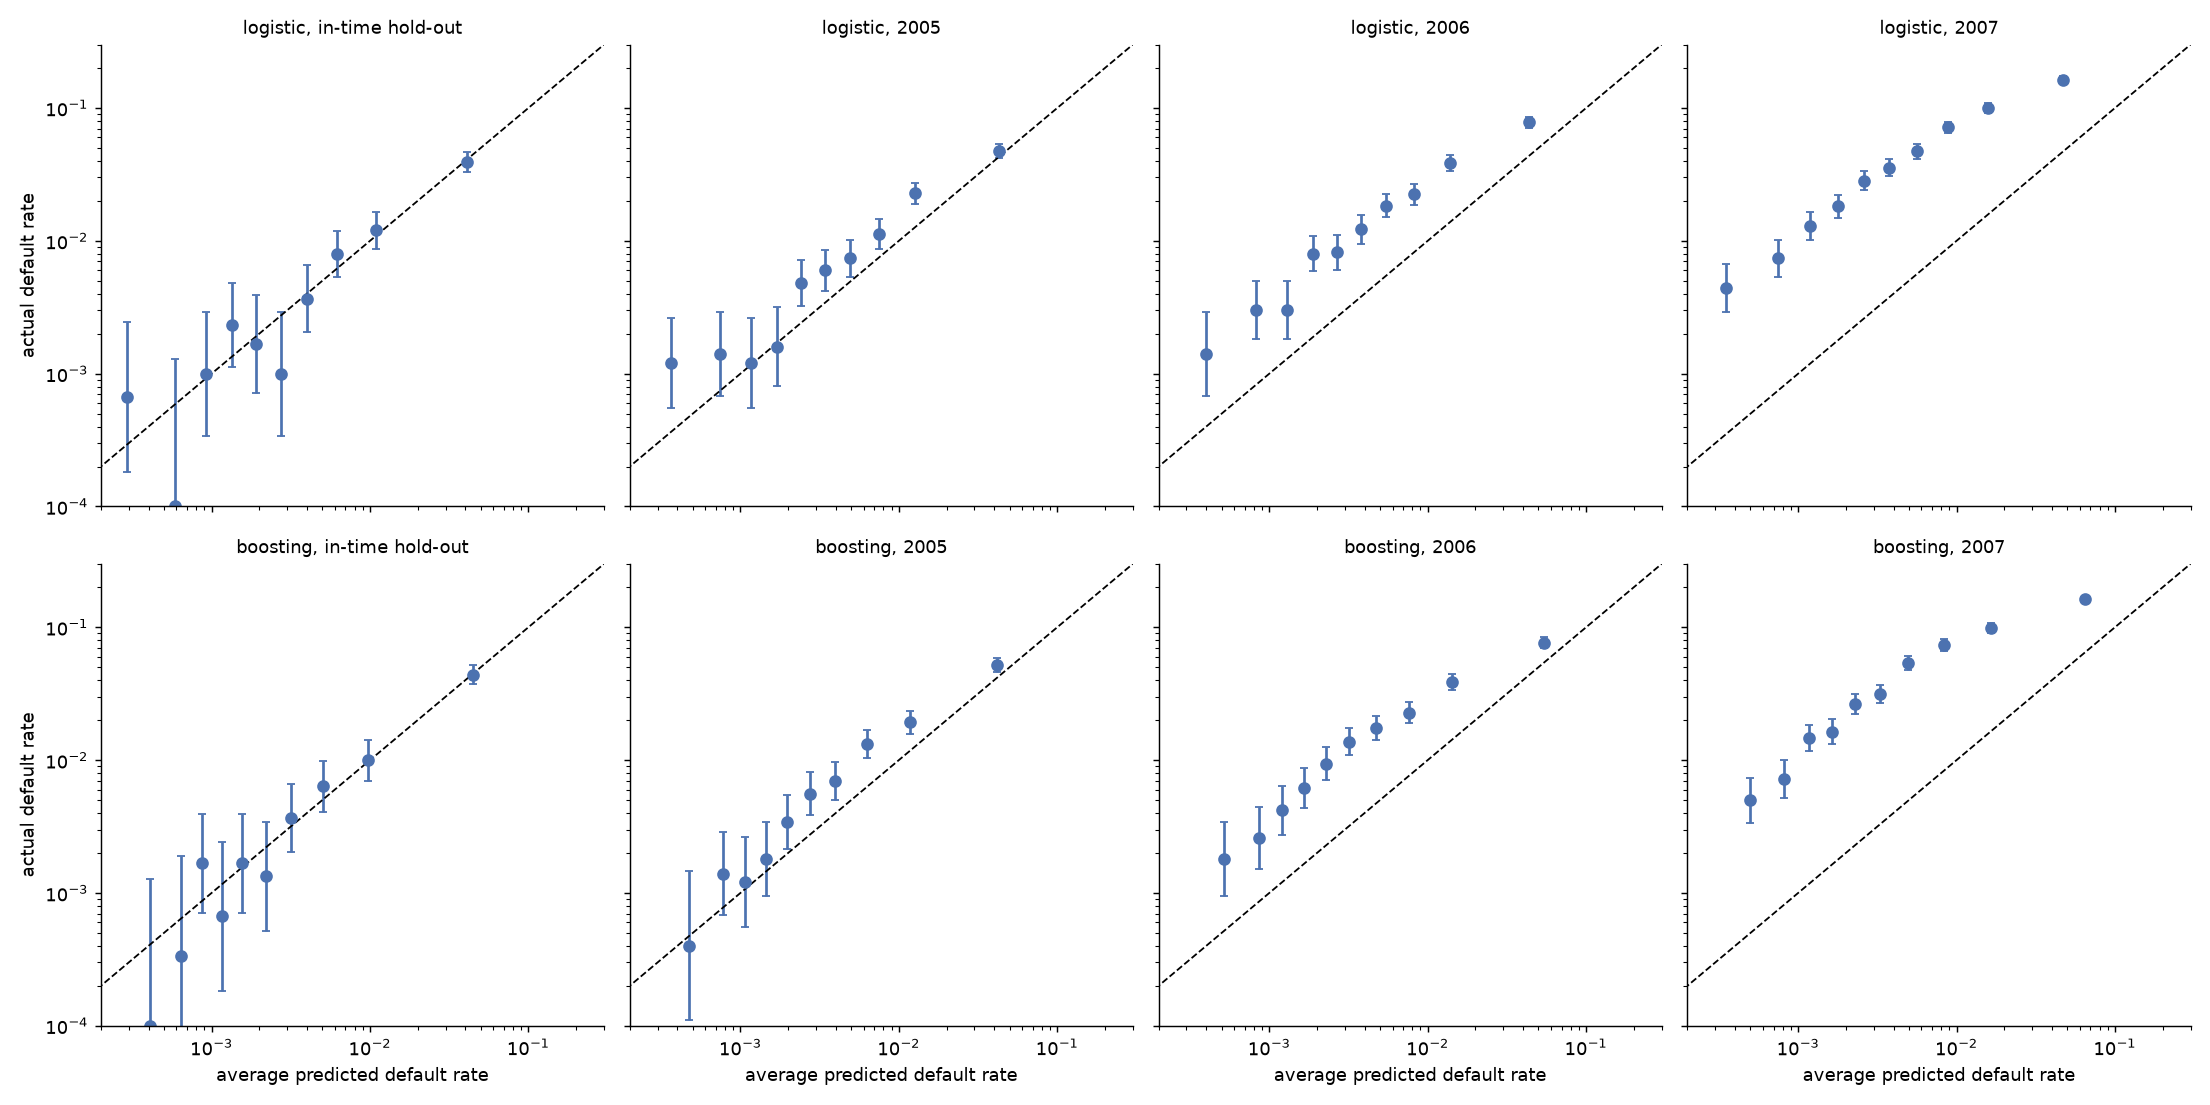 logistic, in-time hold-out
logistic, 2005
logistic, 2006
logistic, 2007
actual default rate
10⁻¹
10⁻²
10⁻³
10⁻⁴
boosting, in-time hold-out
boosting, 2005
boosting, 2006
boosting, 2007
actual default rate
10⁻¹
10⁻²
10⁻³
10⁻⁴
10⁻³ 10⁻² 10⁻¹
10⁻³ 10⁻² 10⁻¹
10⁻³ 10⁻² 10⁻¹
10⁻³ 10⁻² 10⁻¹
average predicted default rate
average predicted default rate
average predicted default rate
average predicted default rate